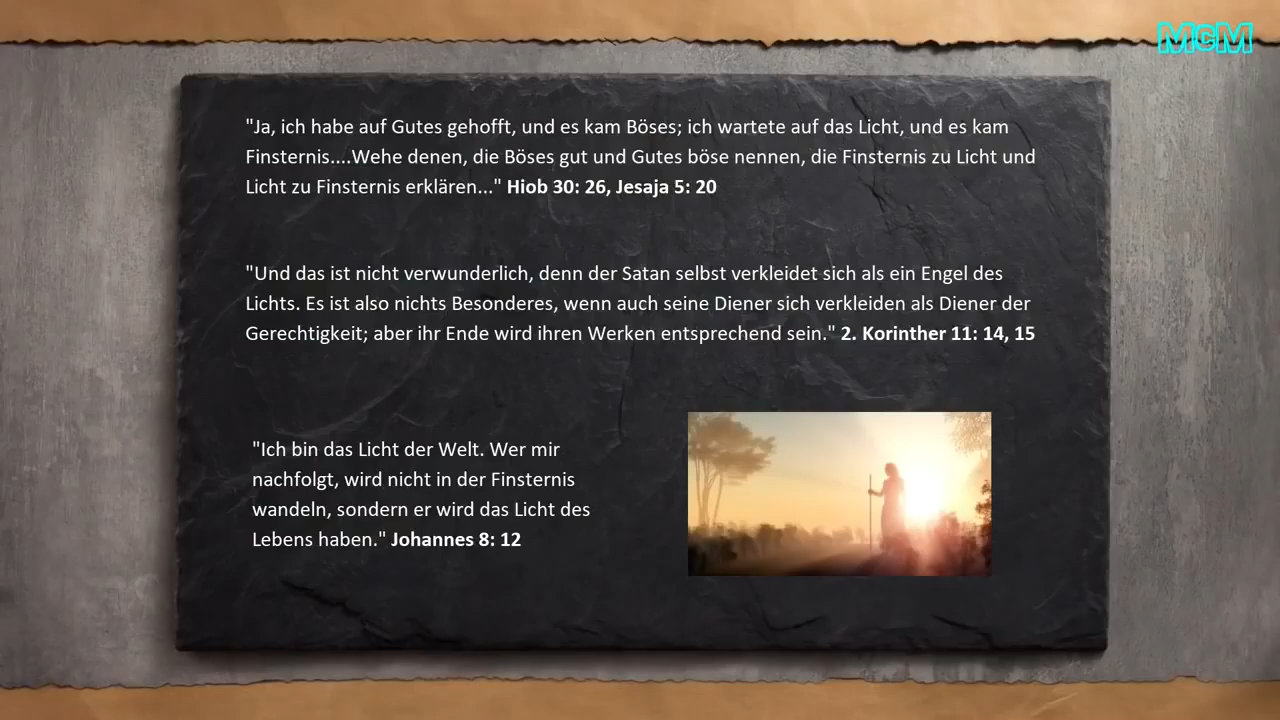 McM
"Ja, ich habe auf Gutes gehofft, und es kam Böses; ich wartete auf das Licht, und es kam
Finsternis....Wehe denen, die Böses gut und Gutes böse nennen, die Finsternis zu Licht und
Licht zu Finsternis erklären..." Hiob 30: 26, Jesaja 5: 20
"Und das ist nicht verwunderlich, denn der Satan selbst verkleidet sich als ein Engel des
Lichts. Es ist also nichts Besonderes, wenn auch seine Diener sich verkleiden als Diener der
Gerechtigkeit; aber ihr Ende wird ihren Werken entsprechend sein." 2. Korinther 11: 14, 15
"Ich bin das Licht der Welt. Wer mir
nachfolgt, wird nicht in der Finsternis
wandeln, sondern er wird das Licht des
Lebens haben." Johannes 8: 12